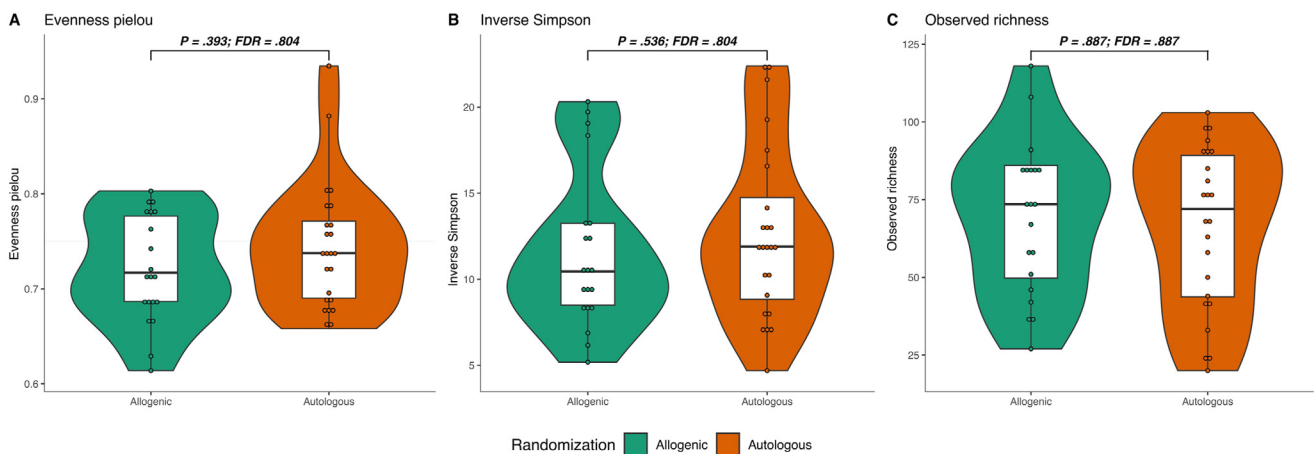 A Evenness pielou
P = .393; FDR = .804
Evenness pielou
0.9
0.8
0.7
0.6
Allogenic Autologous
B Inverse Simpson
P = .536; FDR = .804
Inverse Simpson
20
15
10
5
Allogenic Autologous
C Observed richness
P = .887; FDR = .887
Observed richness
125
100
75
50
25
Allogenic Autologous
Randomization Allogenic Autologous